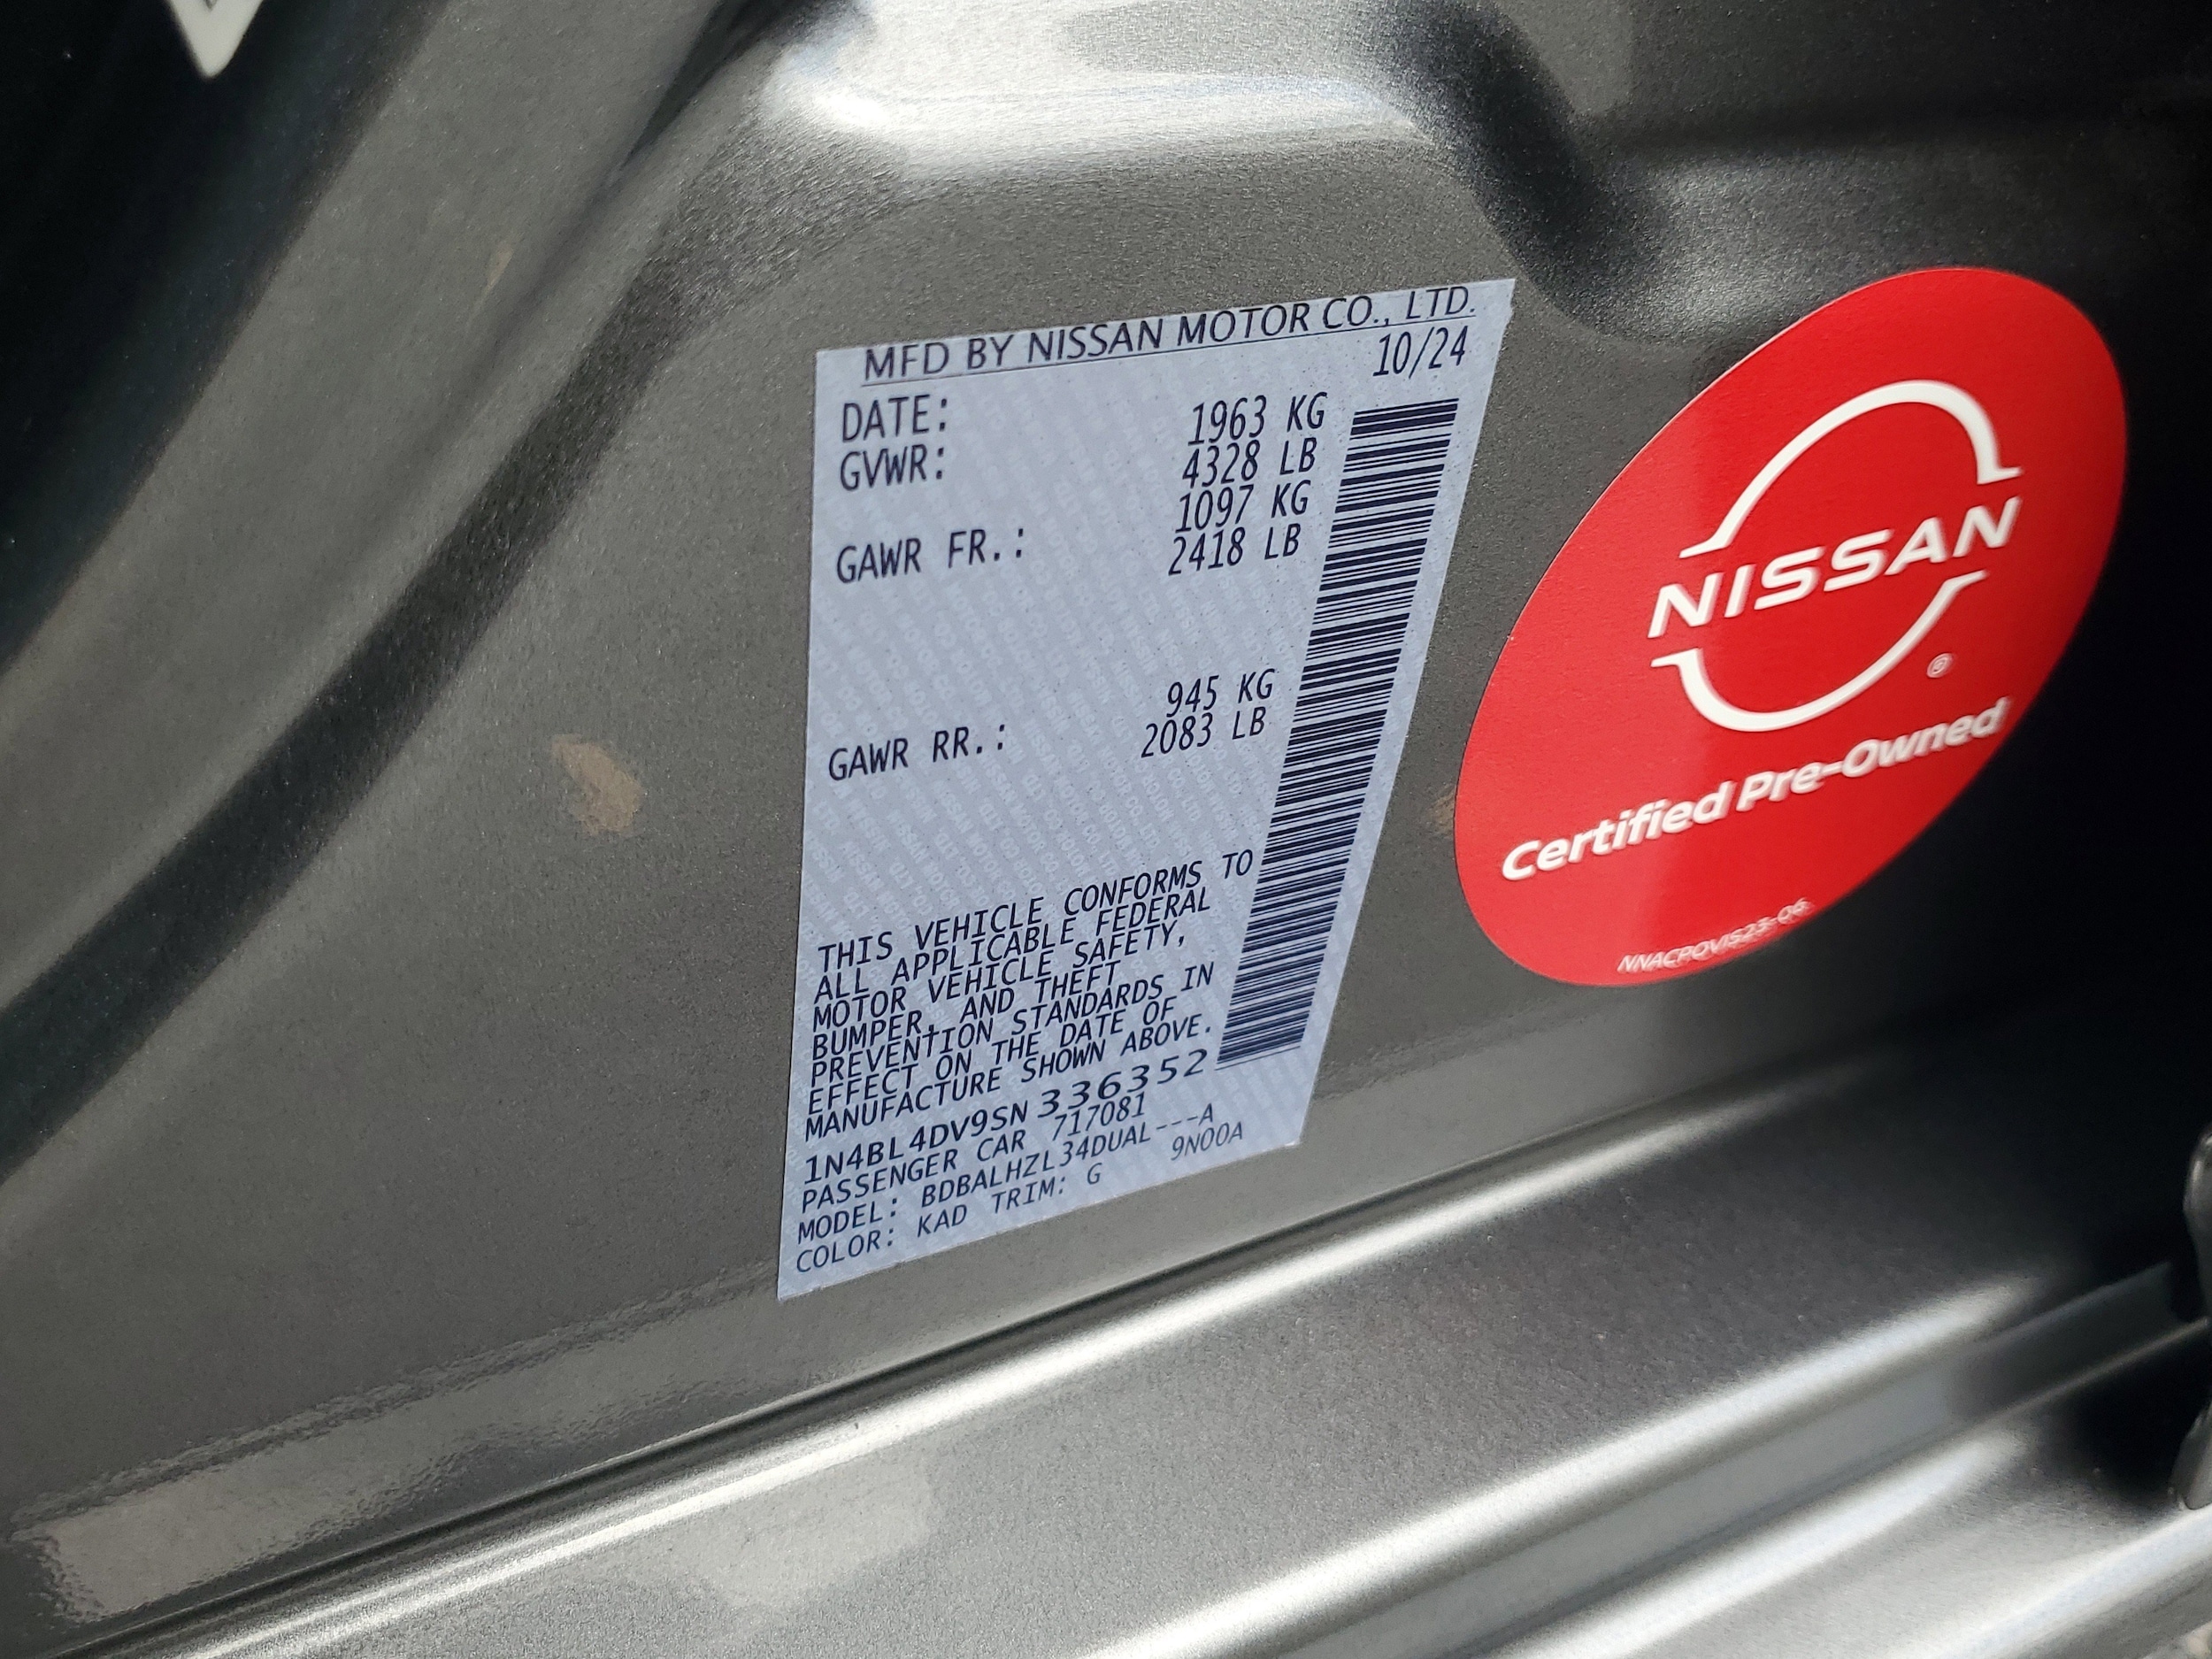 MFD BY NISSAN MOTOR CO., LTD.
DATE: 10/24
GVWR: 1963 KG
4328 LB
GAWR FR.: 1097 KG
2418 LB
GAWR RR.: 945 KG
2083 LB
THIS VEHICLE CONFORMS TO
ALL APPLICABLE FEDERAL
MOTOR VEHICLE SAFETY,
BUMPER, AND THEFT
PREVENTION STANDARDS IN
EFFECT ON THE DATE OF
MANUFACTURE SHOWN ABOVE.
1N4BL4DV9SN336352
PASSENGER CAR 717081
MODEL: BDBALHZL34DUAL---A
COLOR: KAD TRIM: G 9N00A
NISSAN
®
Certified Pre-Owned
NNACPOVIS23-06